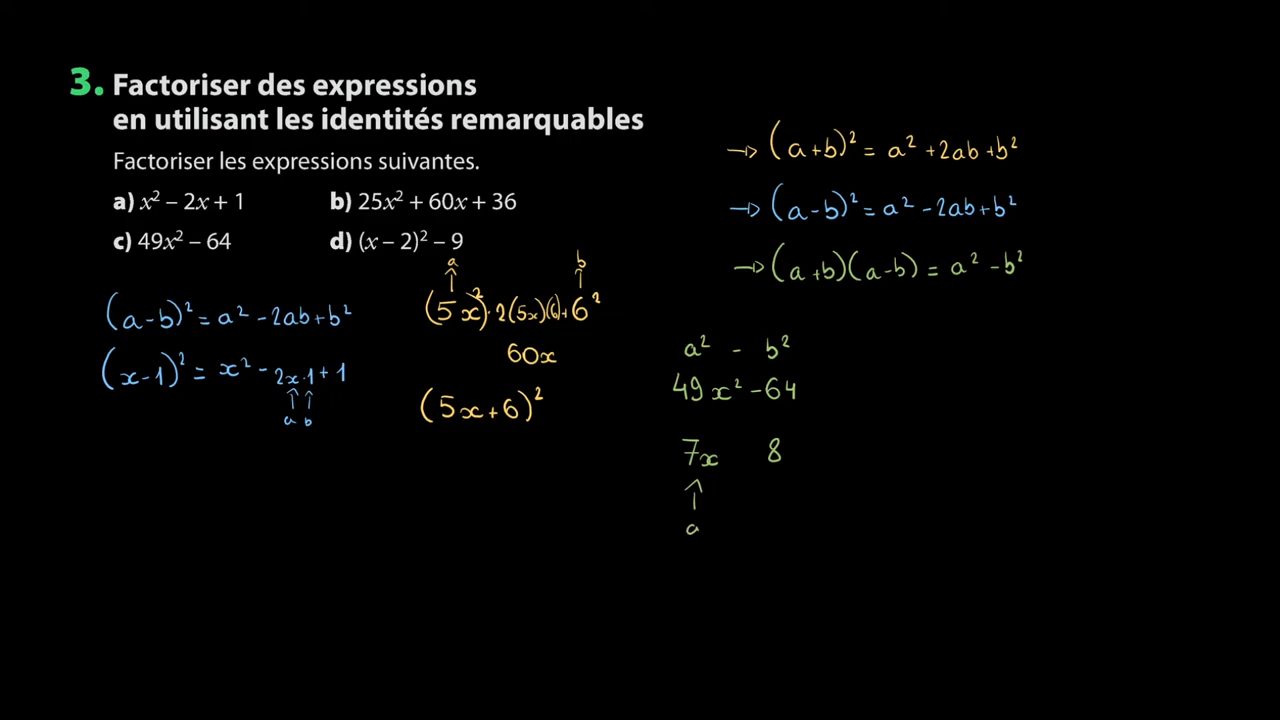 3. Factoriser des expressions
en utilisant les identités remarquables
Factoriser les expressions suivantes.
a) x² – 2x + 1
b) 25x² + 60x + 36
c) 49x² – 64
d) (x – 2)² – 9
→ (a+b)² = a² + 2ab + b²
→ (a-b)² = a² - 2ab + b²
→ (a+b)(a-b) = a² - b²
(a-b)² = a² - 2ab + b²
(x-1)² = x² - 2x·1 + 1
↑ ↑
a b
a b
↑ ↑
(5x)²· 2(5x)(6)+ 6²
60x
(5x+6)²
a² - b²
49x² - 64
7x 8
↑
a